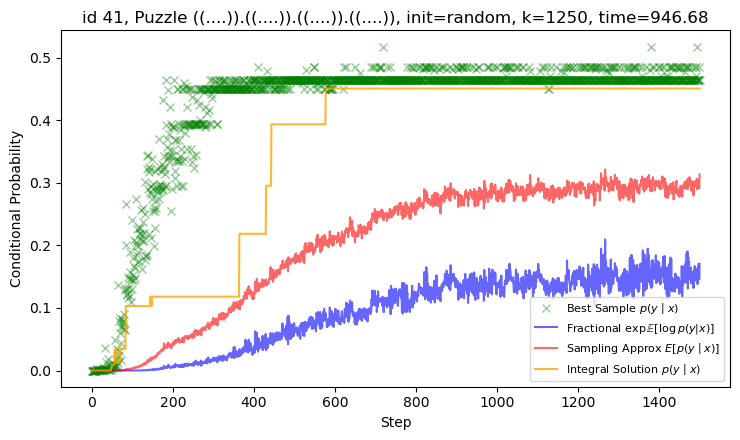 id 41, Puzzle ((....)).((....)).((....)).((....)), init=random, k=1250, time=946.68
Conditional Probability
0.5
0.4
0.3
0.2
0.1
0.0
Best Sample p(y | x)
Fractional exp 𝔼[log p(y|x)]
Sampling Approx E[p(y | x)]
Integral Solution p(y | x)
0 200 400 600 800 1000 1200 1400
Step